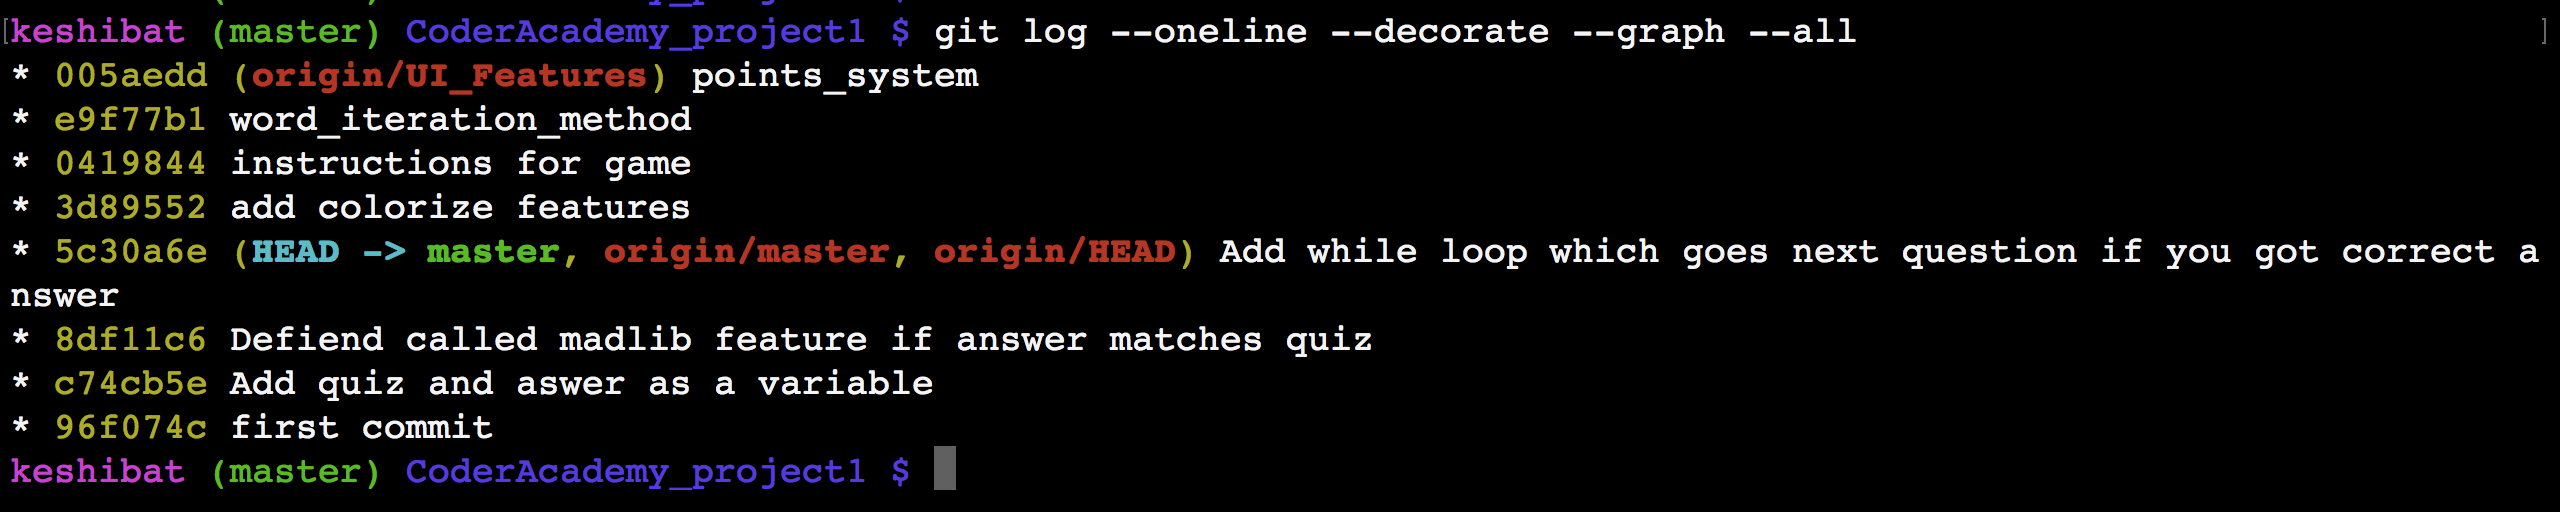 [keshibat (master) CoderAcademy_project1 $ git log --oneline --decorate --graph --all ]
* 005aedd (origin/UI_Features) points_system
* e9f77b1 word_iteration_method
* 0419844 instructions for game
* 3d89552 add colorize features
* 5c30a6e (HEAD -> master, origin/master, origin/HEAD) Add while loop which goes next question if you got correct a
nswer
* 8df11c6 Defiend called madlib feature if answer matches quiz
* c74cb5e Add quiz and aswer as a variable
* 96f074c first commit
keshibat (master) CoderAcademy_project1 $